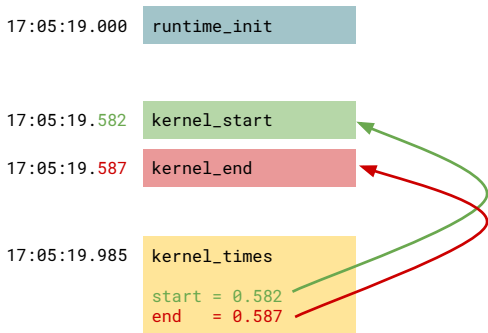 17:05:19.000 runtime_init
17:05:19.582 kernel_start
17:05:19.587 kernel_end
17:05:19.985 kernel_times
start = 0.582
end = 0.587